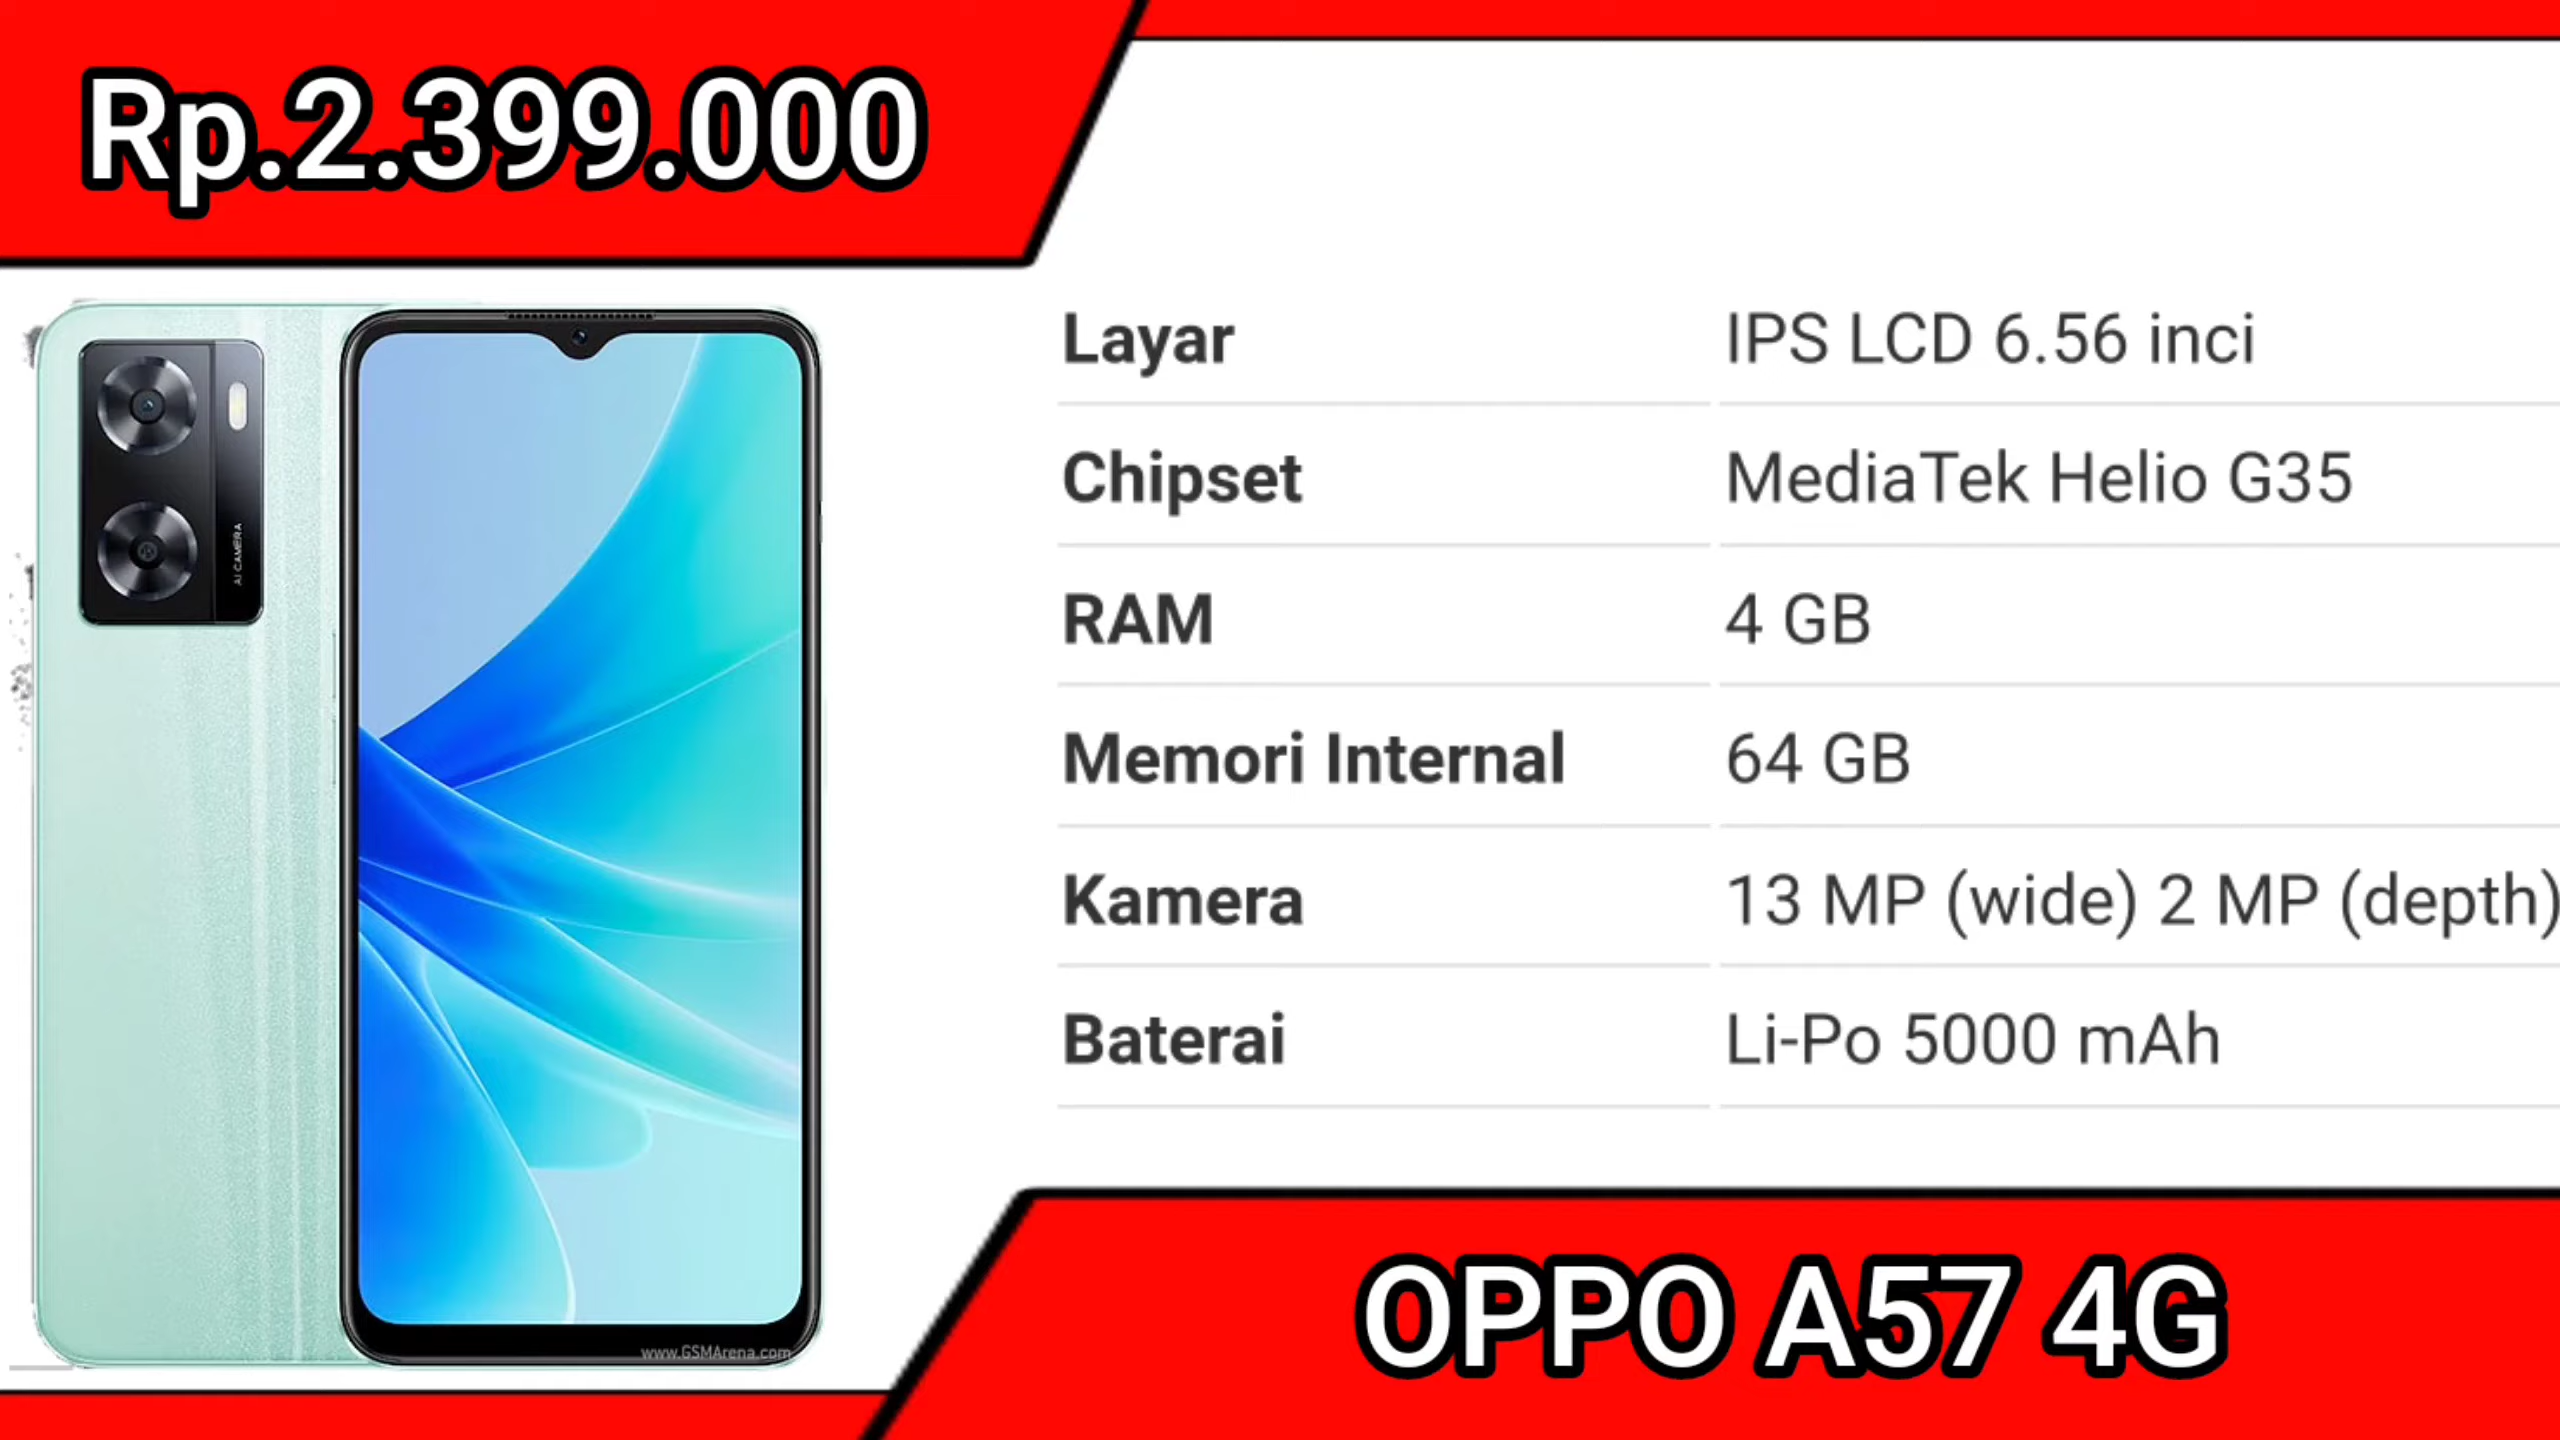 Rp.2.399.000
Layar IPS LCD 6.56 inci
Chipset MediaTek Helio G35
RAM 4 GB
Memori Internal 64 GB
Kamera 13 MP (wide) 2 MP (depth)
Baterai Li-Po 5000 mAh
AI CAMERA
www.GSMArena.com
OPPO A57 4G